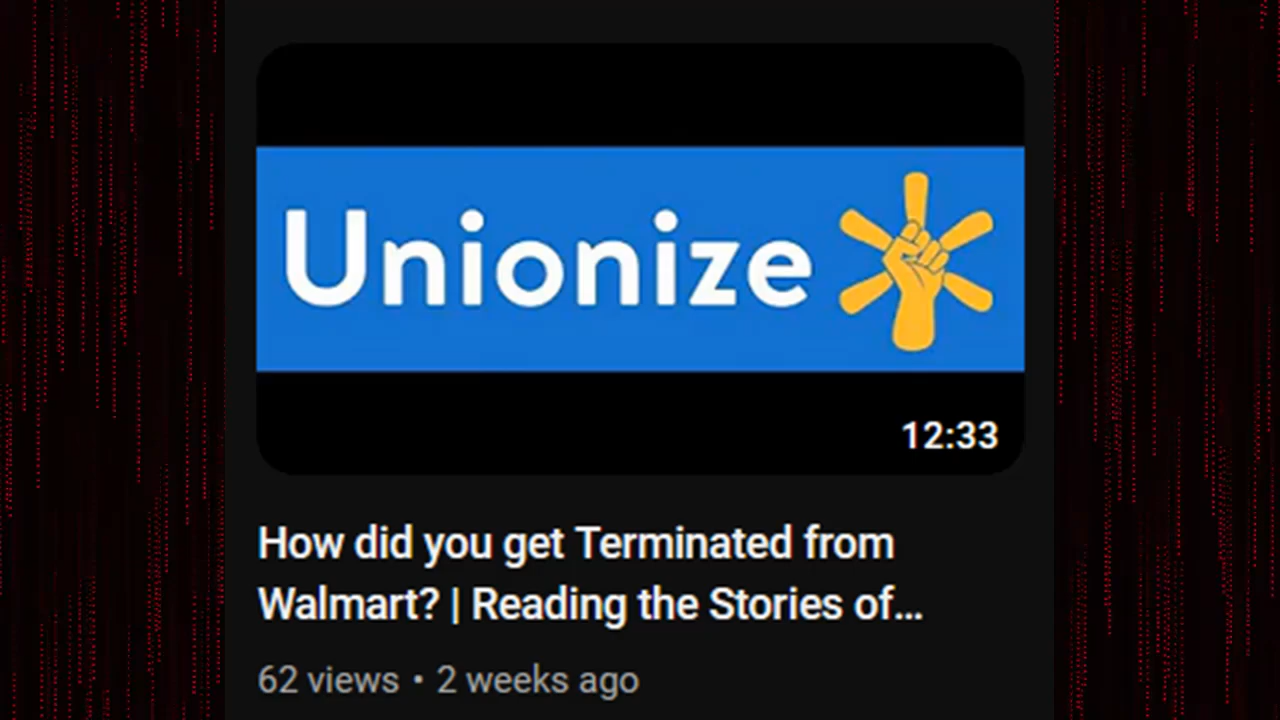 Unionize
12:33
How did you get Terminated from
Walmart? | Reading the Stories of...
62 views • 2 weeks ago